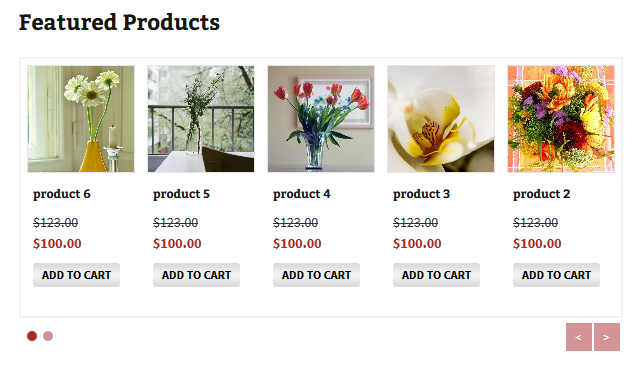 Featured Products
product 6 product 5 product 4 product 3 product 2
$123.00 $123.00 $123.00 $123.00 $123.00
$100.00 $100.00 $100.00 $100.00 $100.00
ADD TO CART ADD TO CART ADD TO CART ADD TO CART ADD TO CART
< >